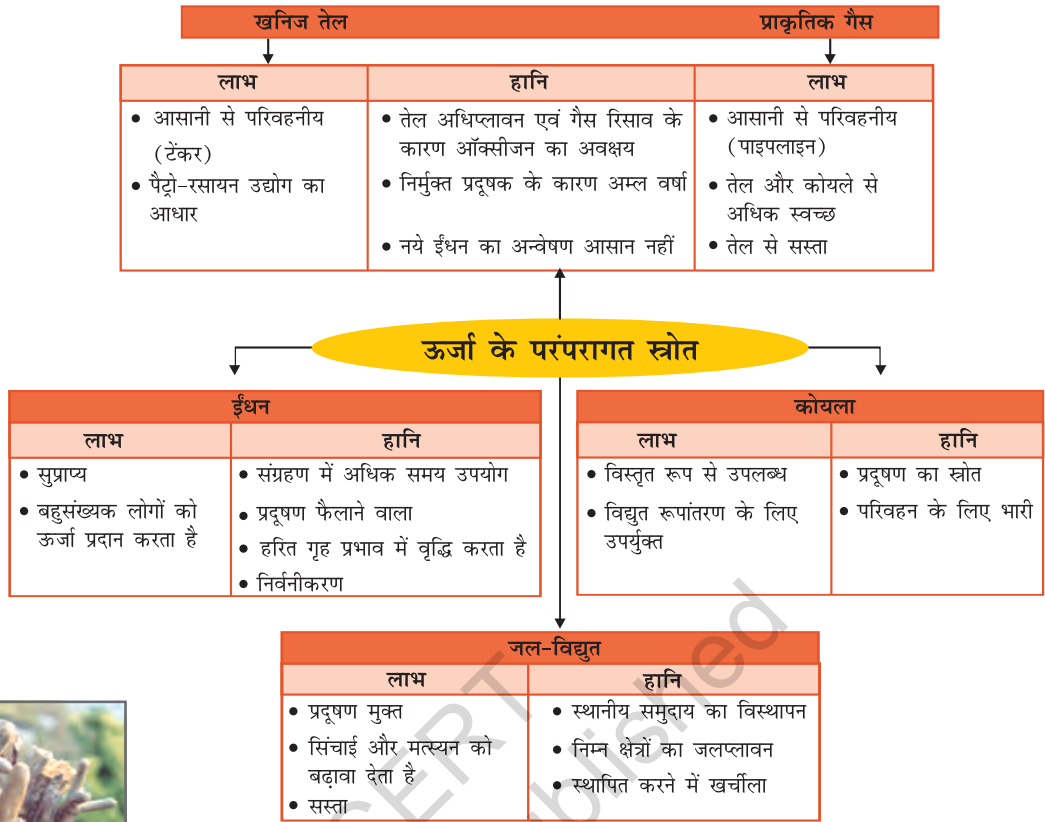 खनिज तेल
प्राकृतिक गैस
लाभ
• आसानी से परिवहनीय
(टेंकर)
• पैट्रो-रसायन उद्योग का
आधार
हानि
• तेल अधिप्लावन एवं गैस रिसाव के
कारण ऑक्सीजन का अवक्षय
• निर्मुक्त प्रदूषक के कारण अम्ल वर्षा
• नये ईंधन का अन्वेषण आसान नहीं
लाभ
• आसानी से परिवहनीय
(पाइपलाइन)
• तेल और कोयले से
अधिक स्वच्छ
• तेल से सस्ता
ऊर्जा के परंपरागत स्त्रोत
ईंधन
लाभ
• सुप्राप्य
• बहुसंख्यक लोगों को
ऊर्जा प्रदान करता है
हानि
• संग्रहण में अधिक समय उपयोग
• प्रदूषण फैलाने वाला
• हरित गृह प्रभाव में वृद्धि करता है
• निर्वनीकरण
कोयला
लाभ
• विस्तृत रूप से उपलब्ध
• विद्युत रूपांतरण के लिए
उपर्युक्त
हानि
• प्रदूषण का स्त्रोत
• परिवहन के लिए भारी
जल-विद्युत
लाभ
• प्रदूषण मुक्त
• सिंचाई और मत्स्यन को
बढ़ावा देता है
• सस्ता
हानि
• स्थानीय समुदाय का विस्थापन
• निम्न क्षेत्रों का जलप्लावन
• स्थापित करने में खर्चीला